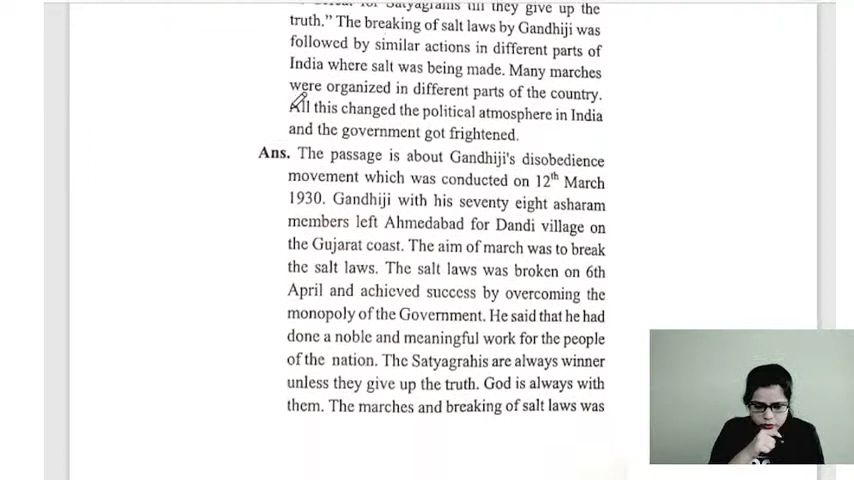 for Satyagrahis till they give up the
truth." The breaking of salt laws by Gandhiji was
followed by similar actions in different parts of
India where salt was being made. Many marches
were organized in different parts of the country.
All this changed the political atmosphere in India
and the government got frightened.
Ans. The passage is about Gandhiji's disobedience
movement which was conducted on 12th March
1930. Gandhiji with his seventy eight asharam
members left Ahmedabad for Dandi village on
the Gujarat coast. The aim of march was to break
the salt laws. The salt laws was broken on 6th
April and achieved success by overcoming the
monopoly of the Government. He said that he had
done a noble and meaningful work for the people
of the nation. The Satyagrahis are always winner
unless they give up the truth. God is always with
them. The marches and breaking of salt laws was